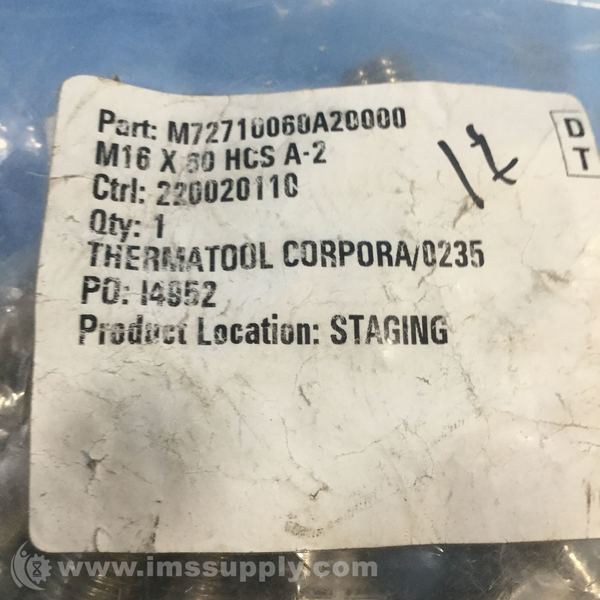 Part: M72710060A20000
M16 X 60 HCS A-2
Ctrl: 220020110
Qty: 1
THERMATOOL CORPORA/0235
PO: I4952
Product Location: STAGING
12
D
T
www.imssupply.com